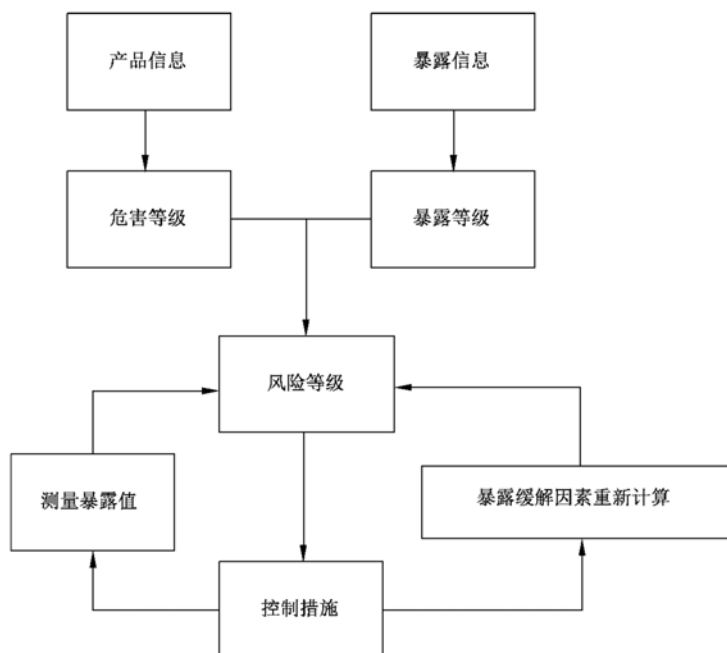 产品信息
暴露信息
危害等级
暴露等级
风险等级
测量暴露值
暴露缓解因素重新计算
控制措施